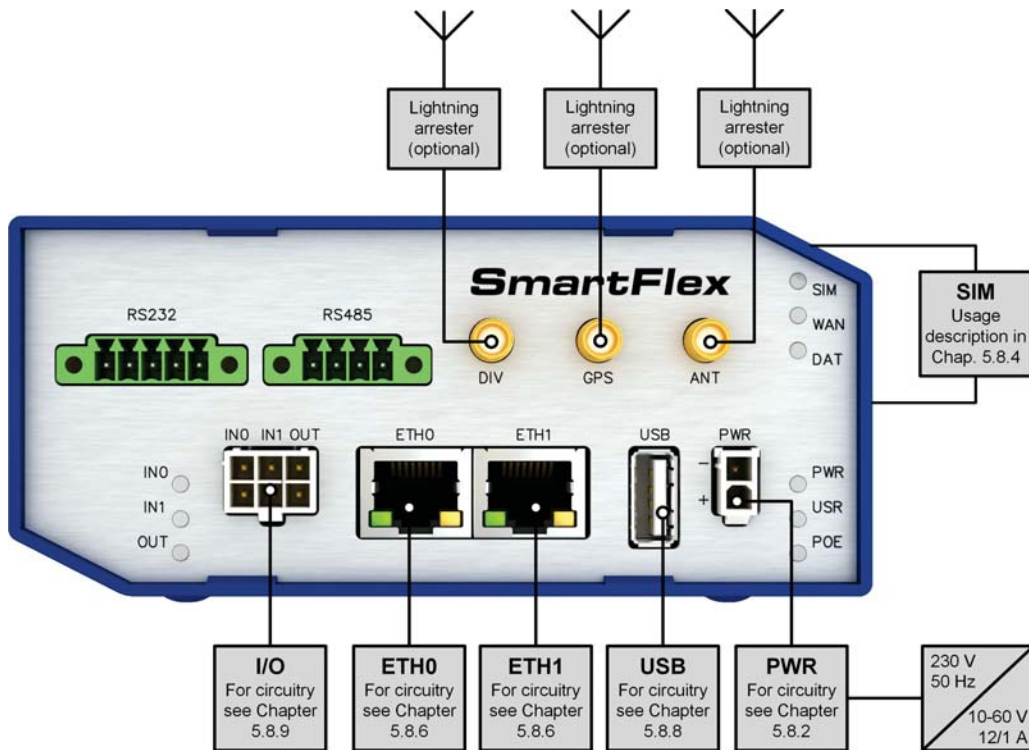 Lightning
arrester
(optional)
Lightning
arrester
(optional)
Lightning
arrester
(optional)
SmartFlex
SIM
WAN
DAT
SIM
Usage
description in
Chap. 5.8.4
RS232
RS485
DIV
GPS
ANT
IN0 IN1 OUT
ETH0
ETH1
USB
PWR
-
+
IN0
IN1
OUT
PWR
USR
POE
I/O
For circuitry
see Chapter
5.8.9
ETH0
For circuitry
see Chapter
5.8.6
ETH1
For circuitry
see Chapter
5.8.6
USB
For circuitry
see Chapter
5.8.8
PWR
For circuitry
see Chapter
5.8.2
230 V
50 Hz
10-60 V
12/1 A